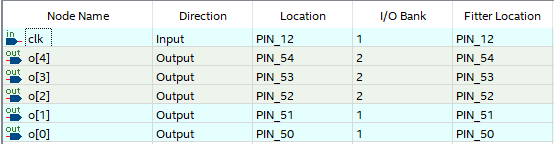 Node Name Direction Location I/O Bank Fitter Location
in clk Input PIN_12 1 PIN_12
out o[4] Output PIN_54 2 PIN_54
out o[3] Output PIN_53 2 PIN_53
out o[2] Output PIN_52 2 PIN_52
out o[1] Output PIN_51 1 PIN_51
out o[0] Output PIN_50 1 PIN_50